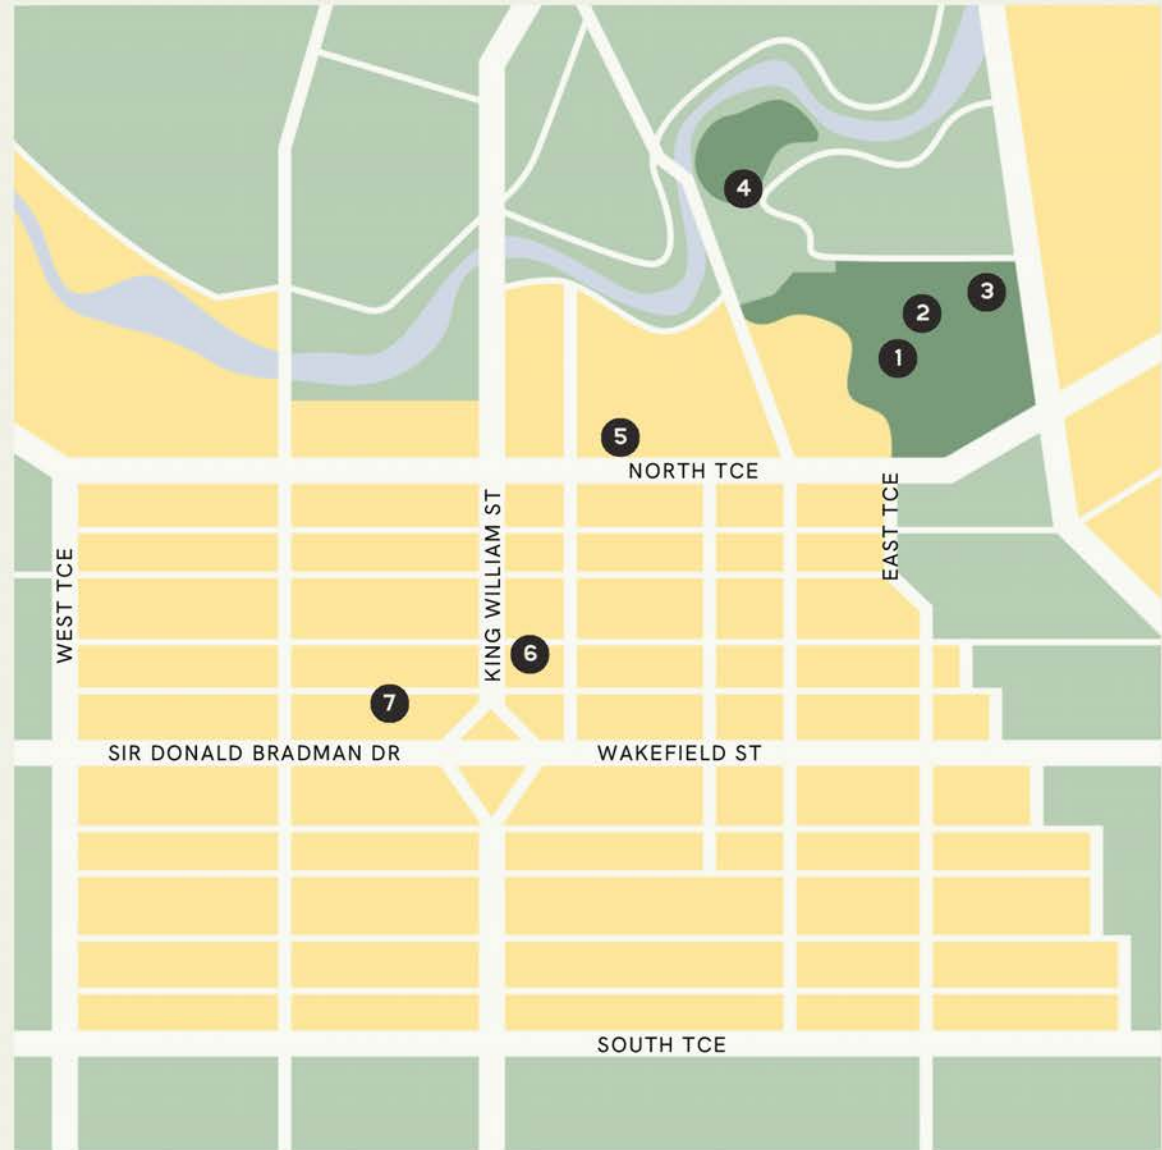 4
3
2
1
5
NORTH TCE
EAST TCE
KING WILLIAM ST
WEST TCE
6
7
SIR DONALD BRADMAN DR
WAKEFIELD ST
SOUTH TCE